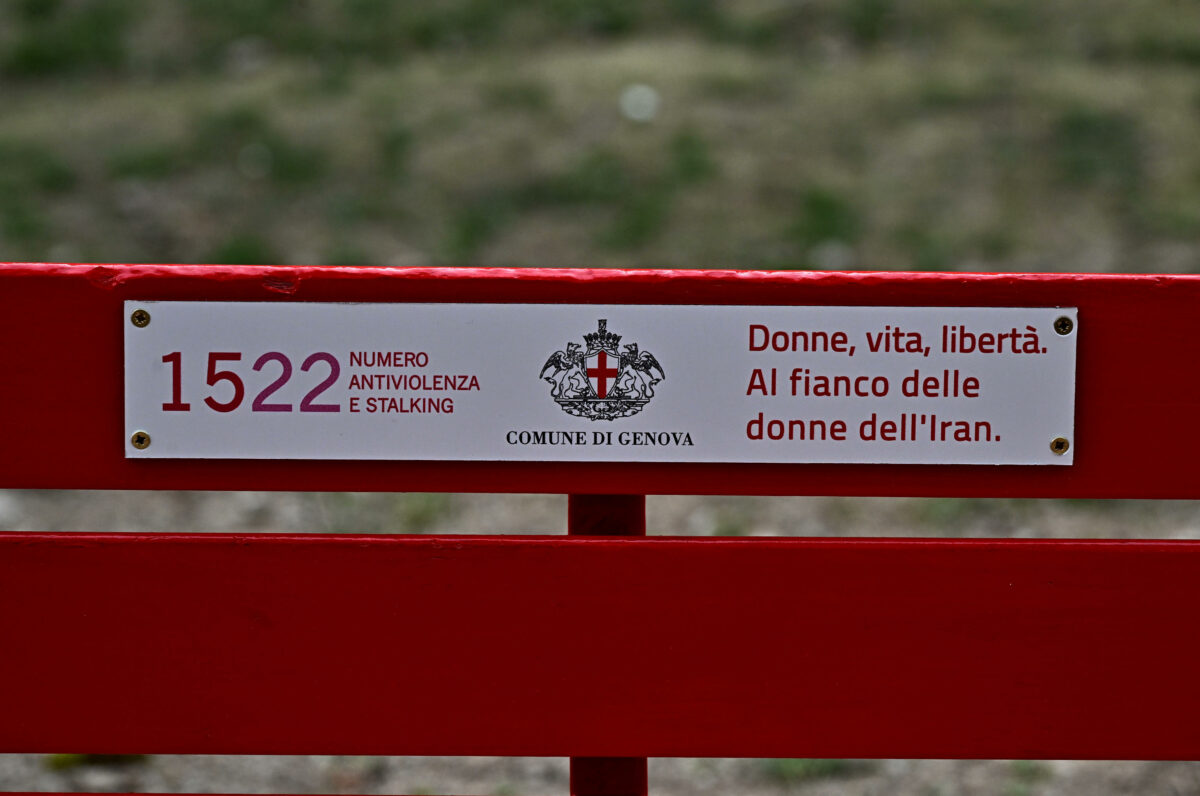 1522
NUMERO
ANTIVIOLENZA
E STALKING
COMUNE DI GENOVA
Donne, vita, libertà.
Al fianco delle
donne dell'Iran.